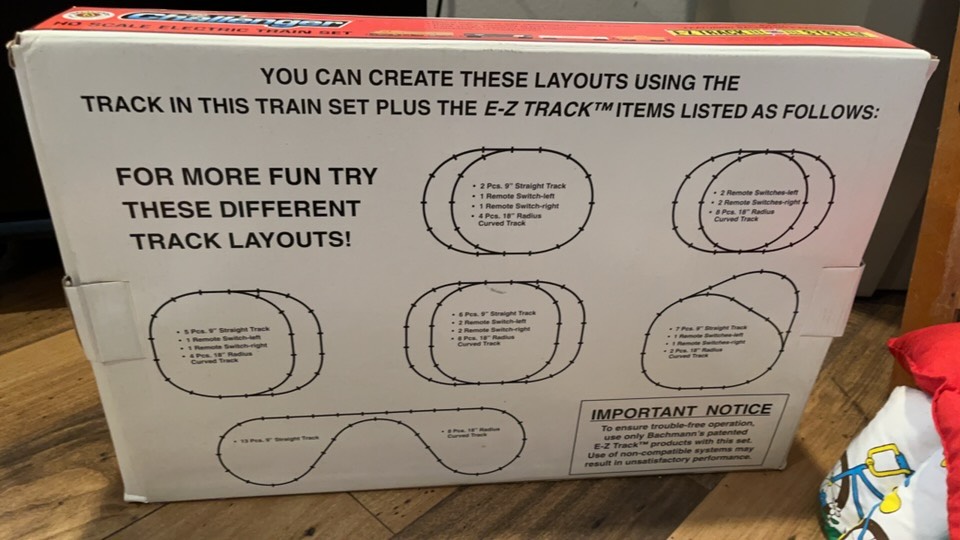 Challenger
HO SCALE ELECTRIC TRAIN SET
E-Z TRACK SYSTEM
YOU CAN CREATE THESE LAYOUTS USING THE
TRACK IN THIS TRAIN SET PLUS THE E-Z TRACK™ ITEMS LISTED AS FOLLOWS:
FOR MORE FUN TRY
THESE DIFFERENT
TRACK LAYOUTS!
• 2 Pcs. 9" Straight Track
• 1 Remote Switch-left
• 1 Remote Switch-right
• 4 Pcs. 18" Radius
Curved Track
• 2 Remote Switches-left
• 2 Remote Switches-right
• 8 Pcs. 18" Radius
Curved Track
• 5 Pcs. 9" Straight Track
• 1 Remote Switch-left
• 1 Remote Switch-right
• 4 Pcs. 18" Radius
Curved Track
• 6 Pcs. 9" Straight Track
• 2 Remote Switch-left
• 2 Remote Switch-right
• 8 Pcs. 18" Radius
Curved Track
• 7 Pcs. 9" Straight Track
• 1 Remote Switches-left
• 1 Remote Switches-right
• 2 Pcs. 18" Radius
Curved Track
• 13 Pcs. 9" Straight Track
• 8 Pcs. 18" Radius
Curved Track
IMPORTANT NOTICE
To ensure trouble-free operation,
use only Bachmann's patented
E-Z Track™ products with this set.
Use of non-compatible systems may
result in unsatisfactory performance.